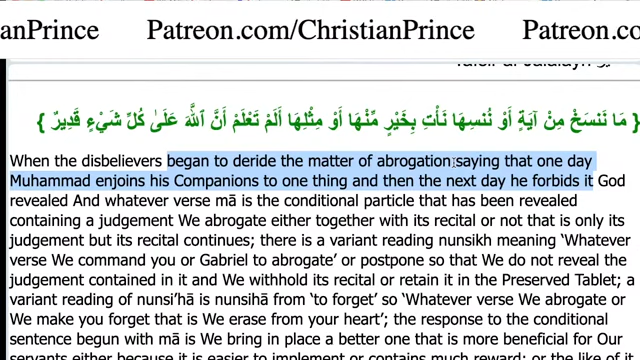 anPrince Patreon.com/ChristianPrince Patreo
{ مَا نَنسَخْ مِنْ آيَةٍ أَوْ نُنسِهَا نَأْتِ بِخَيْرٍ مِّنْهَا أَوْ مِثْلِهَا أَلَمْ تَعْلَمْ أَنَّ ٱللَّهَ عَلَىٰ كُلِّ شَيْءٍ قَدِيرٌ }
When the disbelievers began to deride the matter of abrogation saying that one day
Muhammad enjoins his Companions to one thing and then the next day he forbids it God
revealed And whatever verse mā is the conditional particle that has been revealed
containing a judgement We abrogate either together with its recital or not that is only its
judgement but its recital continues; there is a variant reading nunsikh meaning ‘Whatever
verse We command you or Gabriel to abrogate’ or postpone so that We do not reveal the
judgement contained in it and We withhold its recital or retain it in the Preserved Tablet; a
variant reading of nunsi’hā is nunsihā from ‘to forget’ so ‘Whatever verse We abrogate or
We make you forget that is We erase from your heart’; the response to the conditional
sentence begun with mā is We bring in place a better one that is more beneficial for Our
servants either because it is easier to implement or contains much reward; or the like of it